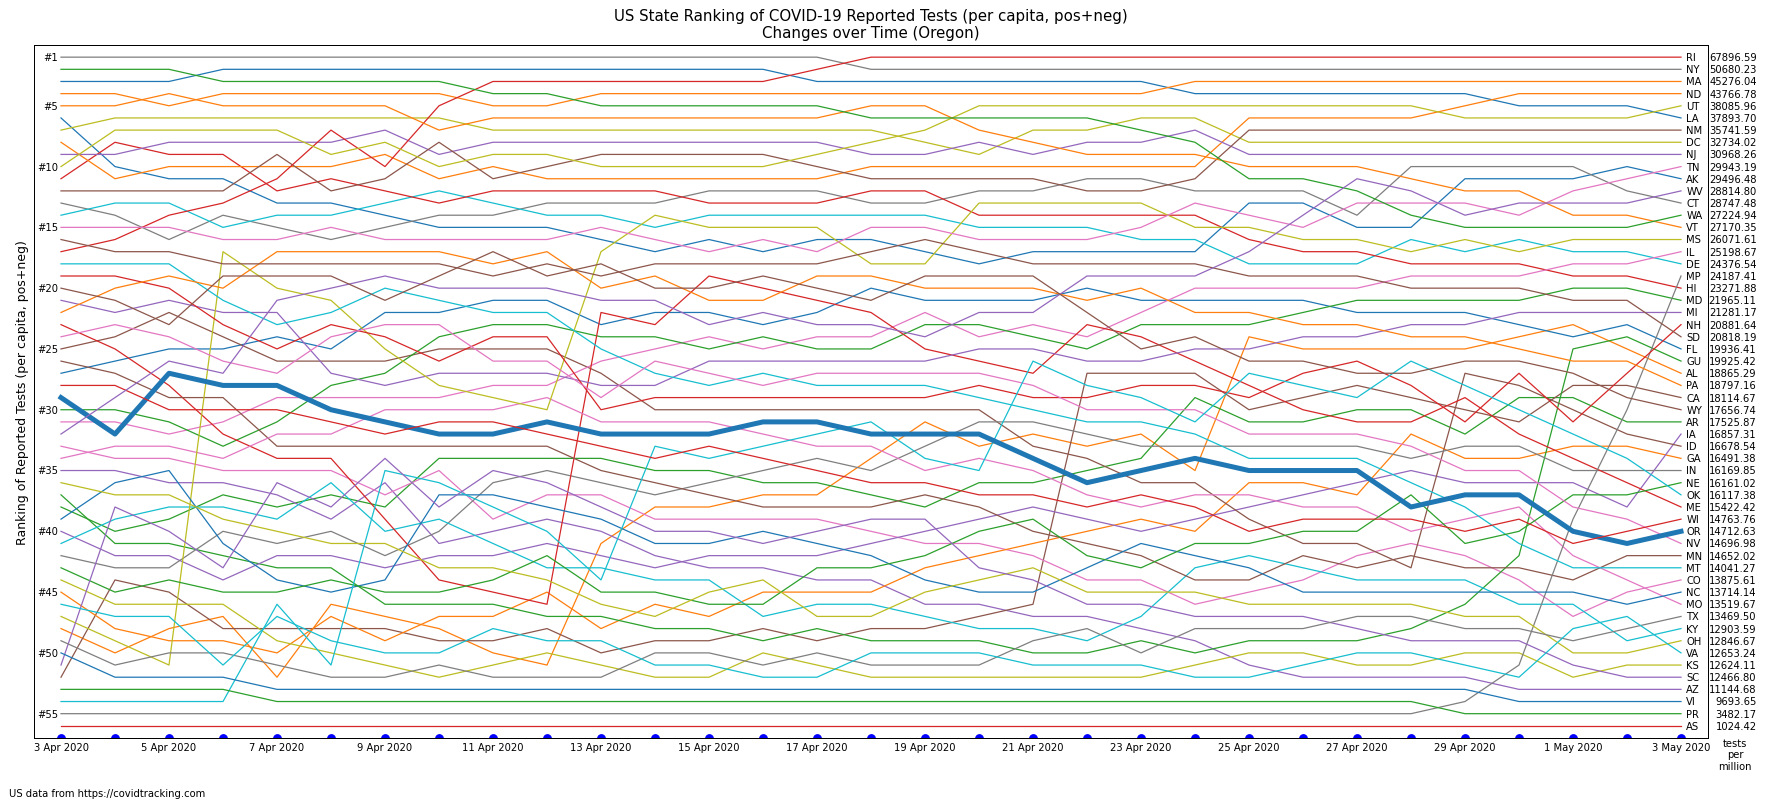 US State Ranking of COVID-19 Reported Tests (per capita, pos+neg)
Changes over Time (Oregon)
Ranking of Reported Tests (per capita, pos+neg)
#1
#5
#10
#15
#20
#25
#30
#35
#40
#45
#50
#55
RI 67896.59
NY 50680.23
MA 45276.04
ND 43766.78
UT 38085.96
LA 37893.70
NM 35741.59
DC 32734.02
NJ 30968.26
TN 29943.19
AK 29496.48
WV 28814.80
CT 28747.48
WA 27224.94
VT 27170.35
MS 26071.61
IL 25198.67
DE 24376.54
MP 24187.41
HI 23271.88
MD 21965.11
MI 21281.17
NH 20881.64
SD 20818.19
FL 19936.41
GU 19925.42
AL 18865.29
PA 18797.16
CA 18114.67
WY 17656.74
AR 17525.87
IA 16857.31
ID 16678.54
GA 16491.38
IN 16169.85
NE 16161.02
OK 16117.38
ME 15422.42
WI 14763.76
OR 14712.63
NV 14696.98
MN 14652.02
MT 14041.27
CO 13875.61
NC 13714.14
MO 13519.67
TX 13469.50
KY 12903.59
OH 12846.67
VA 12653.24
KS 12624.11
SC 12466.80
AZ 11144.68
VI 9693.65
PR 3482.17
AS 1024.42
3 Apr 2020 5 Apr 2020 7 Apr 2020 9 Apr 2020 11 Apr 2020 13 Apr 2020 15 Apr 2020 17 Apr 2020 19 Apr 2020 21 Apr 2020 23 Apr 2020 25 Apr 2020 27 Apr 2020 29 Apr 2020 1 May 2020 3 May 2020
tests
per
million
US data from https://covidtracking.com